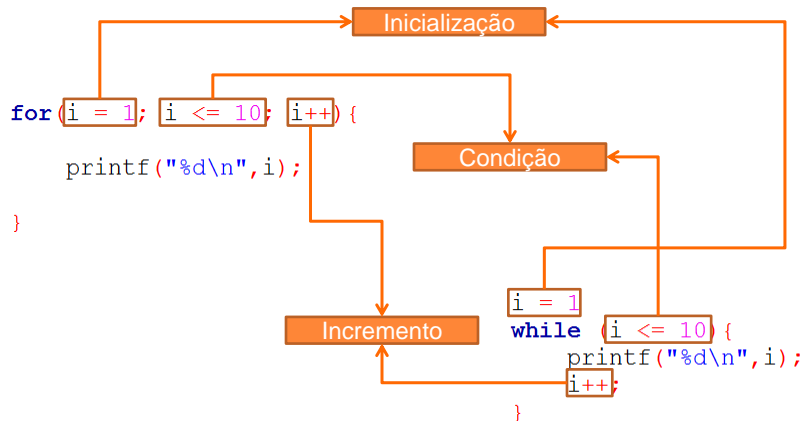 Inicialização
for(i = 1; i <= 10; i++){
Condição
printf("%d\n",i);
}
i = 1
Incremento
while (i <= 10){
printf("%d\n",i);
i++;
}